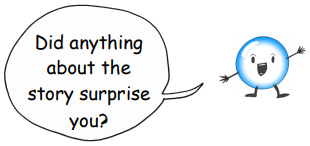 Did anything
about the
story surprise
you?